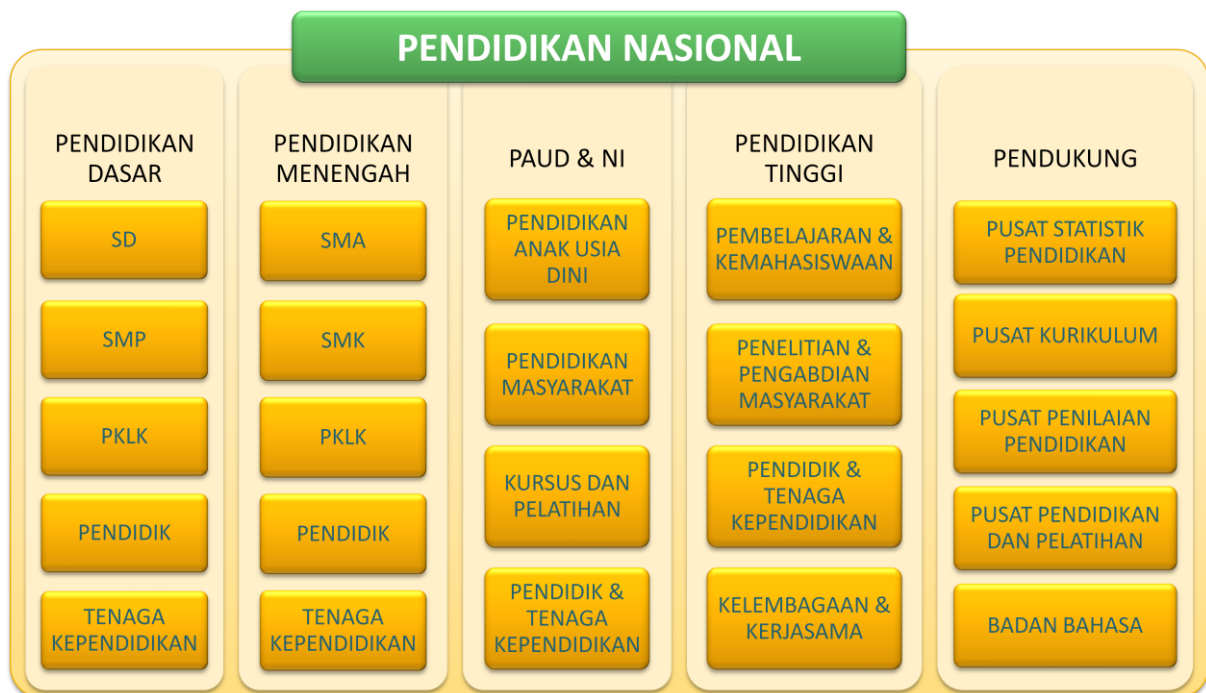 PENDIDIKAN NASIONAL
PENDIDIKAN
DASAR
SD
SMP
PKLK
PENDIDIK
TENAGA
KEPENDIDIKAN
PENDIDIKAN
MENENGAH
SMA
SMK
PKLK
PENDIDIK
TENAGA
KEPENDIDIKAN
PAUD & NI
PENDIDIKAN
ANAK USIA
DINI
PENDIDIKAN
MASYARAKAT
KURSUS DAN
PELATIHAN
PENDIDIK &
TENAGA
KEPENDIDIKAN
PENDIDIKAN
TINGGI
PEMBELAJARAN &
KEMAHASISWAAN
PENELITIAN &
PENGABDIAN
MASYARAKAT
PENDIDIK &
TENAGA
KEPENDIDIKAN
KELEMBAGAAN &
KERJASAMA
PENDUKUNG
PUSAT STATISTIK
PENDIDIKAN
PUSAT KURIKULUM
PUSAT PENILAIAN
PENDIDIKAN
PUSAT PENDIDIKAN
DAN PELATIHAN
BADAN BAHASA